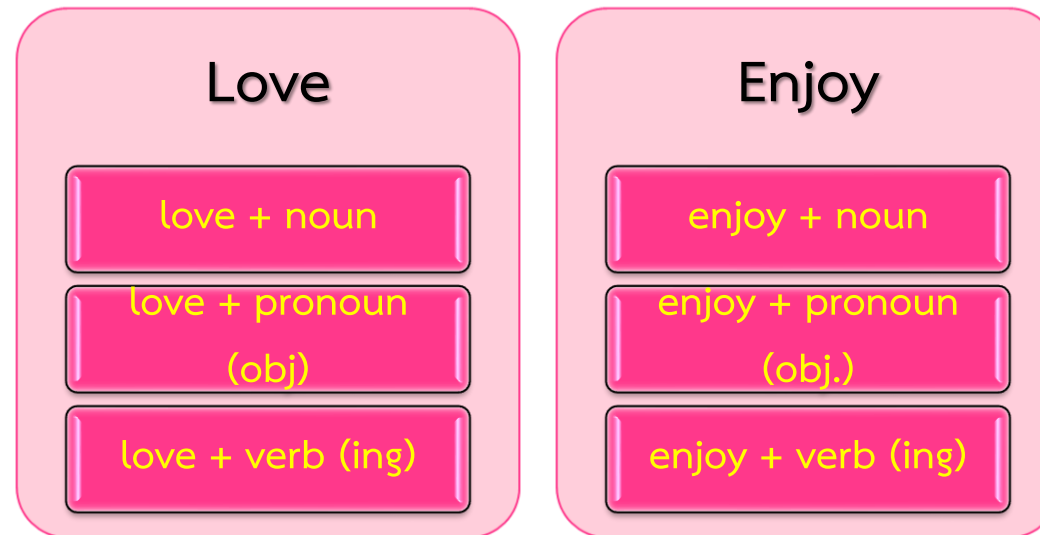 Love
love + noun
love + pronoun
(obj)
love + verb (ing)
Enjoy
enjoy + noun
enjoy + pronoun
(obj.)
enjoy + verb (ing)